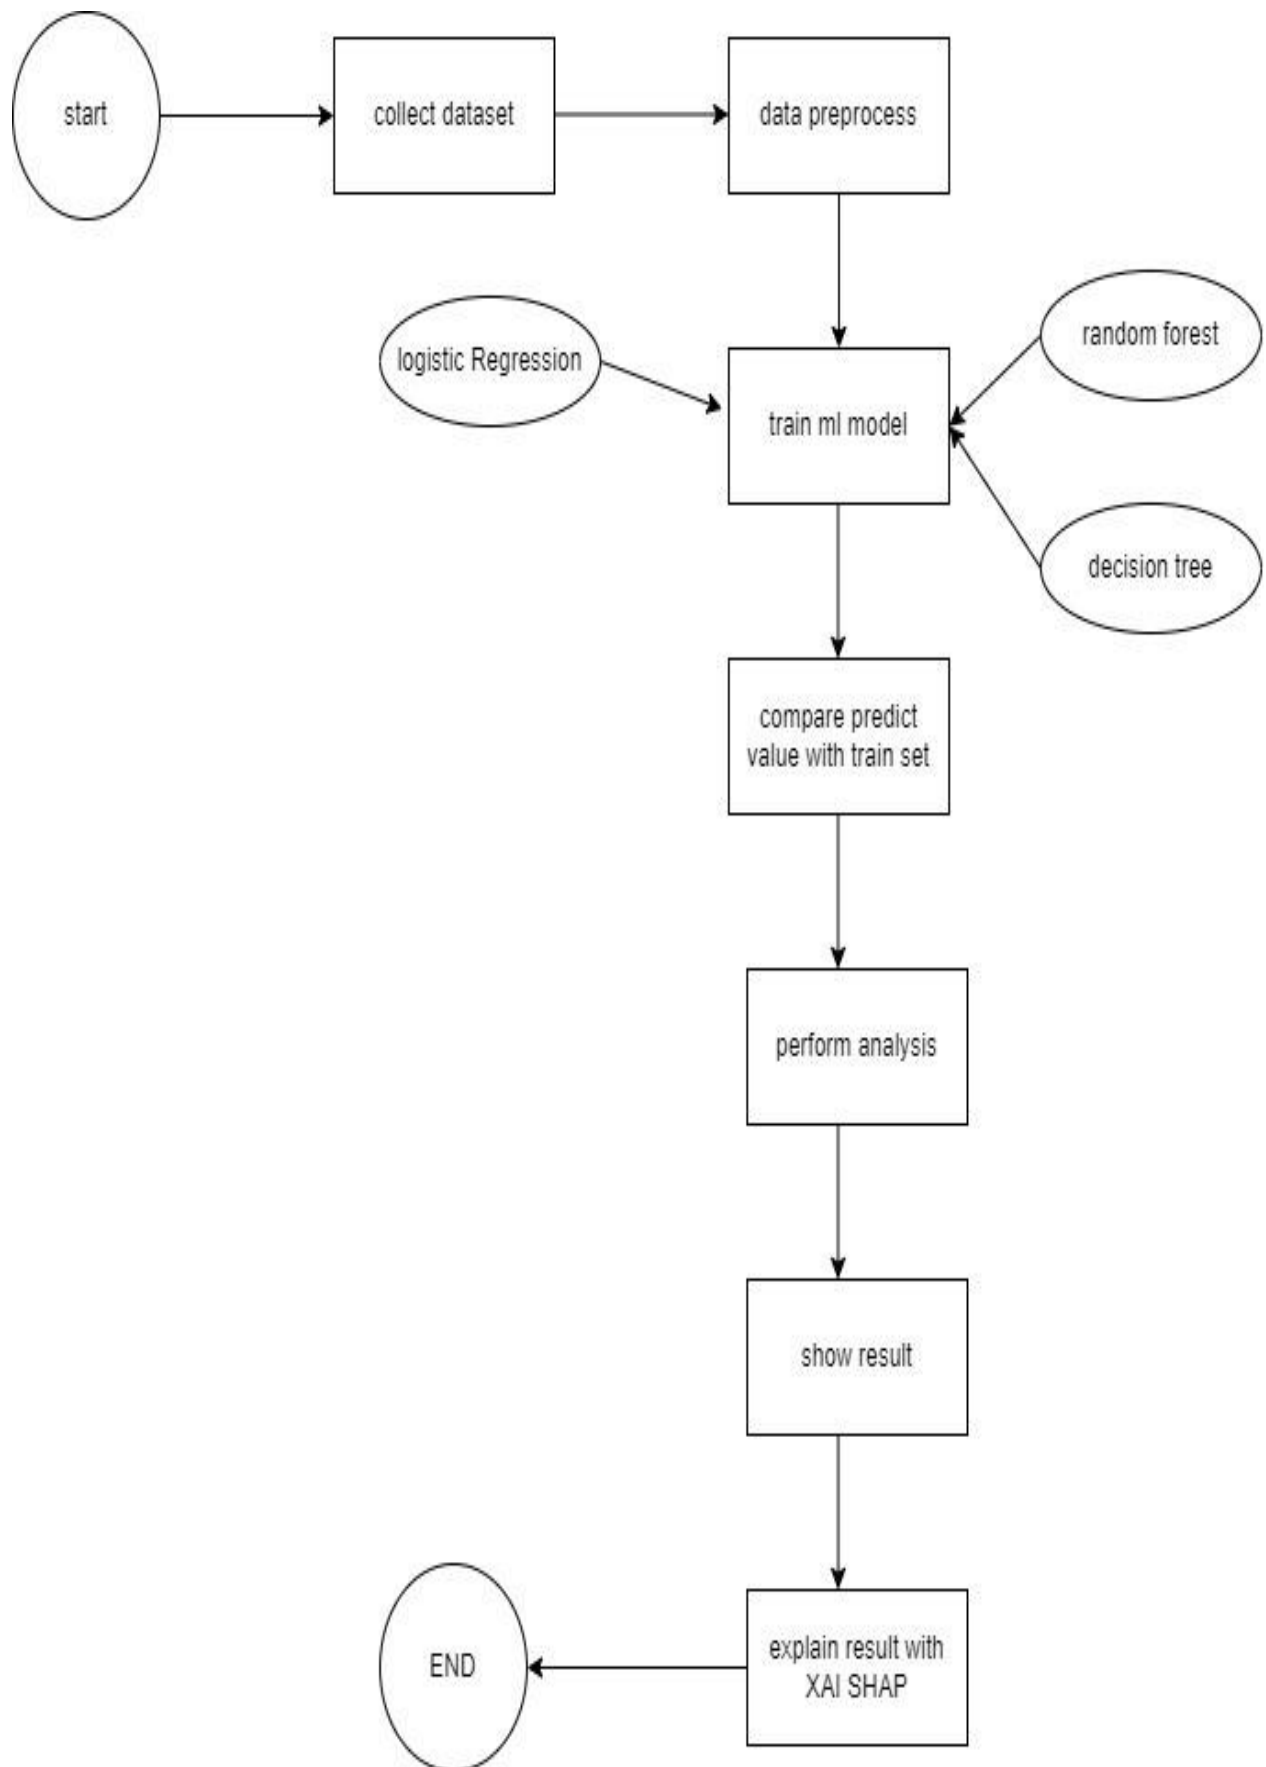 start
collect dataset
data preprocess
logistic Regression
random forest
train ml model
decision tree
compare predict
value with train set
perform analysis
show result
explain result with
XAI SHAP
END